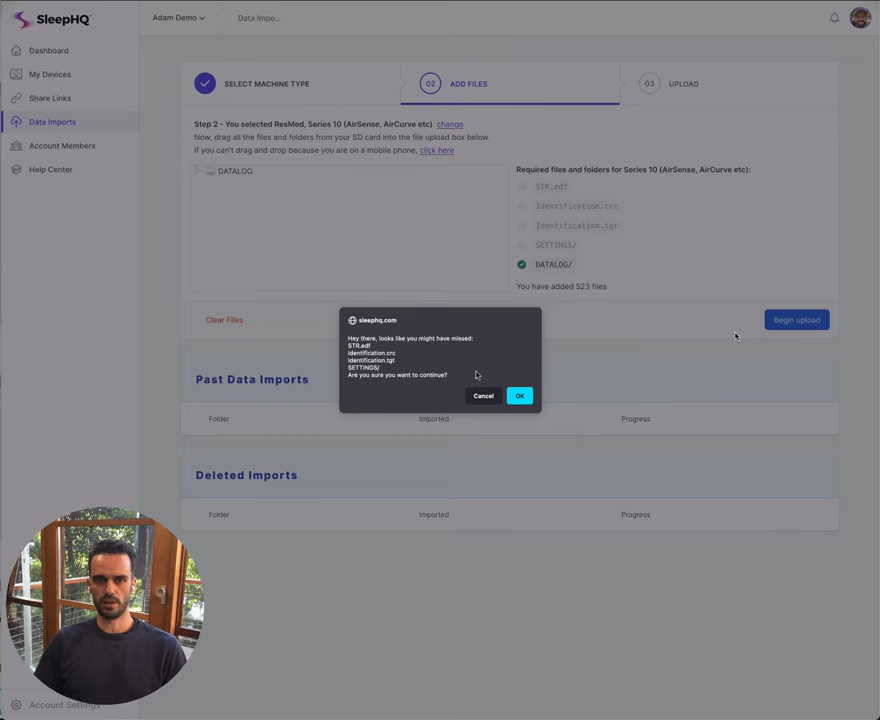 SleepHQ
Adam Demo
Data Impo...
Dashboard
My Devices
Share Links
Data Imports
Account Members
Help Center
SELECT MACHINE TYPE
02
ADD FILES
03
UPLOAD
Step 2 - You selected ResMed, Series 10 (AirSense, AirCurve etc) change
Now, drag all the files and folders from your SD card into the file upload box below.
If you can't drag and drop because you are on a mobile phone, click here
DATALOG
Required files and folders for Series 10 (AirSense, AirCurve etc):
STR.edf
Identification.crc
Identification.tgt
SETTINGS/
DATALOG/
You have added 523 files
Clear Files
Begin upload
sleephq.com
Hey there, looks like you might have missed:
STR.edf
Identification.crc
Identification.tgt
SETTINGS/
Are you sure you want to continue?
Cancel
OK
Past Data Imports
Folder
Imported
Progress
Deleted Imports
Folder
Imported
Progress
Account Settings